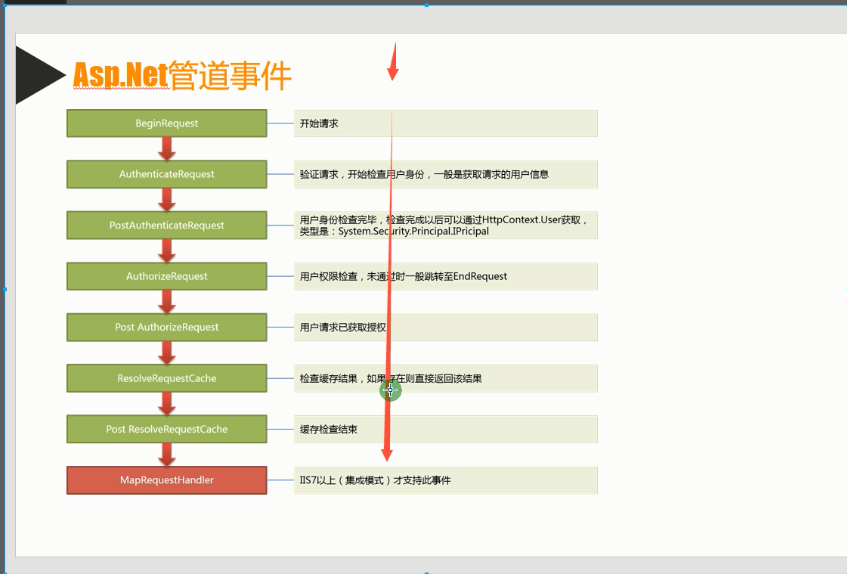 Asp.Net管道事件
BeginRequest
开始请求
AuthenticateRequest
验证请求，开始检查用户身份，一般是获取请求的用户信息
PostAuthenticateRequest
用户身份检查完毕，检查完成以后可以通过HttpContext.User获取，
类型是：System.Security.Principal.IPricipal
AuthorizeRequest
用户权限检查，未通过时一般跳转至EndRequest
Post AuthorizeRequest
用户请求已获取授权
ResolveRequestCache
检查缓存结果，如果存在则直接返回该结果
Post ResolveRequestCache
缓存检查结束
MapRequestHandler
IIS7以上（集成模式）才支持此事件